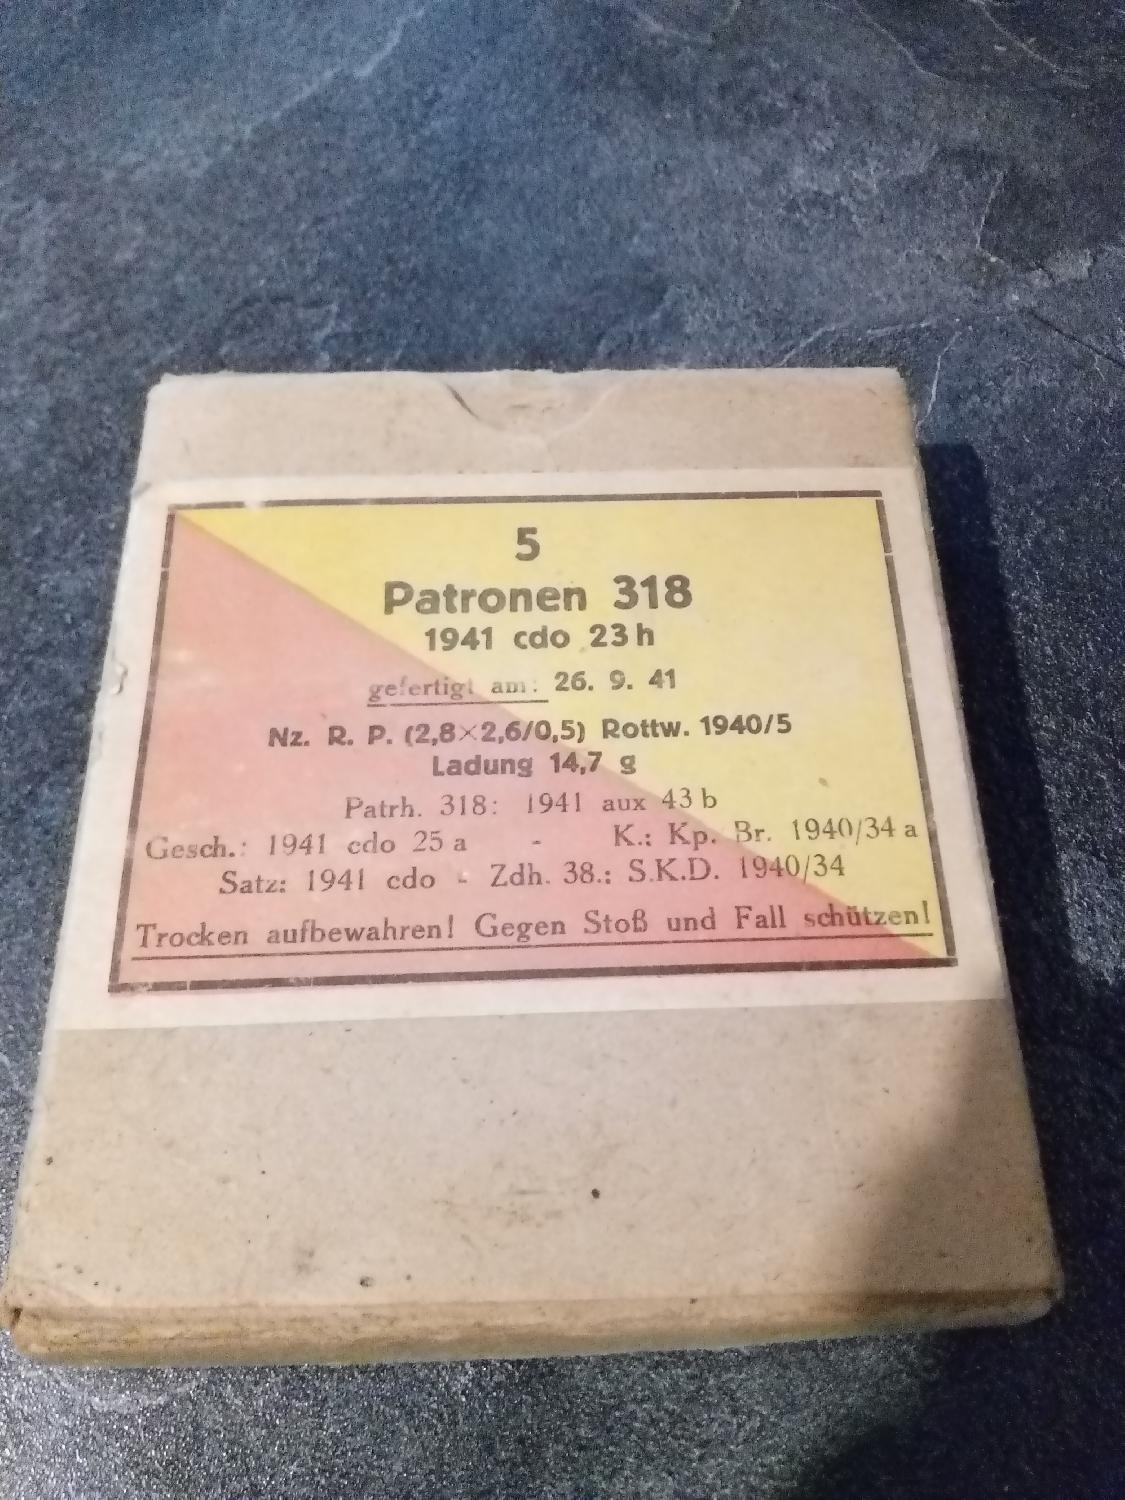 5
Patronen 318
1941 cdo 23 h
gefertigt am: 26. 9. 41
Nz. R. P. (2,8×2,6/0,5) Rottw. 1940/5
Ladung 14,7 g
Patrh. 318: 1941 aux 43 b
Gesch.: 1941 cdo 25 a - K.: Kp. Br. 1940/34 a
Satz: 1941 cdo - Zdh. 38.: S.K.D. 1940/34
Trocken aufbewahren! Gegen Stoß und Fall schützen!